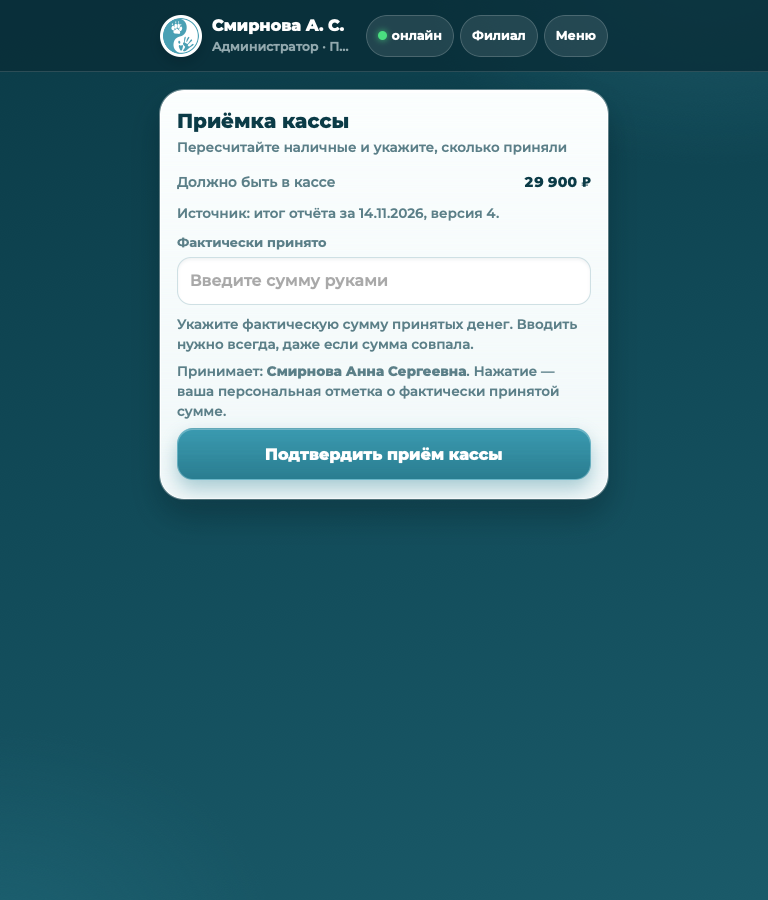 Смирнова А. С.
Администратор · П...
онлайн
Филиал
Меню
Приёмка кассы
Пересчитайте наличные и укажите, сколько приняли
Должно быть в кассе 29 900 ₽
Источник: итог отчёта за 14.11.2026, версия 4.
Фактически принято
Введите сумму руками
Укажите фактическую сумму принятых денег. Вводить
нужно всегда, даже если сумма совпала.
Принимает: Смирнова Анна Сергеевна. Нажатие —
ваша персональная отметка о фактически принятой
сумме.
Подтвердить приём кассы